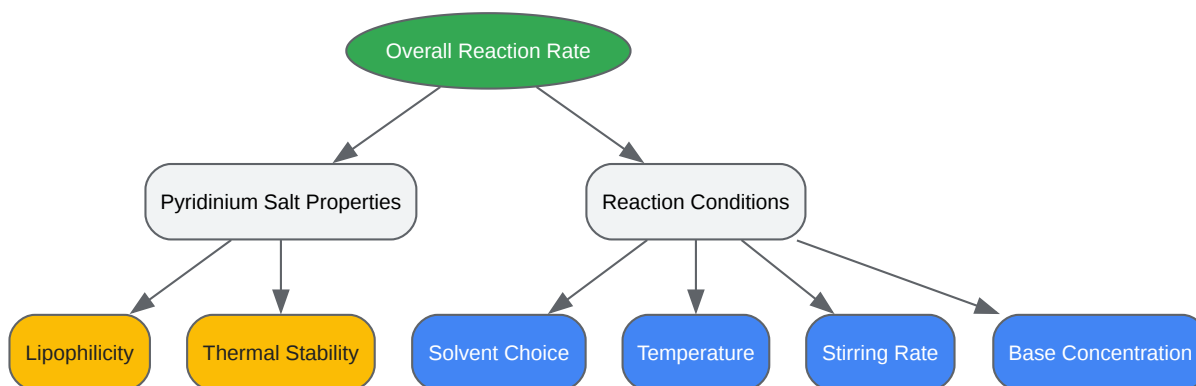 Overall Reaction Rate
Pyridinium Salt Properties
Reaction Conditions
Lipophilicity
Thermal Stability
Solvent Choice
Temperature
Stirring Rate
Base Concentration